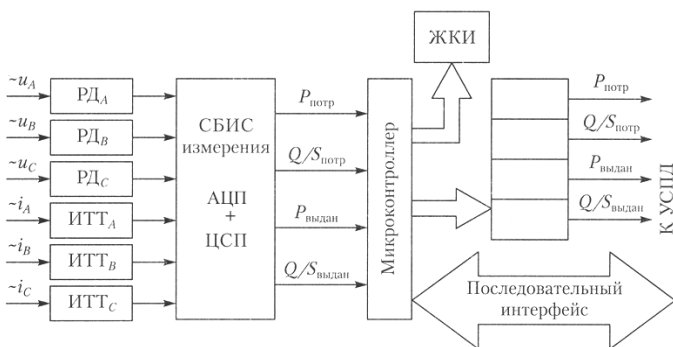 ЖКИ
~u_A
РД_A
~u_B
РД_B
~u_C
РД_C
~i_A
ИТТ_A
~i_B
ИТТ_B
~i_C
ИТТ_C
СБИС
измерения
АЦП
+
ЦСП
P_потр
Q/S_потр
P_выдан
Q/S_выдан
Микроконтроллер
P_потр
Q/S_потр
P_выдан
Q/S_выдан
К УСПД
Последовательный
интерфейс